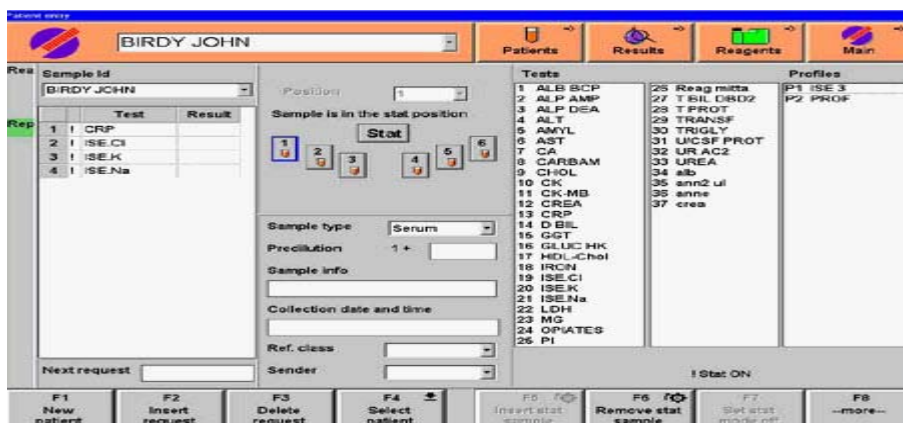 Patient entry
BIRDY JOHN
Patients
Results
Reagents
Main
Rea
Rep
Sample Id
BIRDY JOHN
Test Result
1 ! CRP
2 ! ISE.Cl
3 ! ISE.K
4 ! ISE.Na
Next request
Position 1
Sample is in the stat position
Stat
1 2 3 4 5 6
Sample type Serum
Predilution 1 +
Sample info
Collection date and time
Ref. class
Sender
Tests
1 ALB BCP
2 ALP AMP
3 ALP DEA
4 ALT
5 AMYL
6 AST
7 CA
8 CARBAM
9 CHOL
10 CK
11 CK-MB
12 CREA
13 CRP
14 D BIL
15 GGT
16 GLUC HK
17 HDL-Chol
18 IRON
19 ISE.Cl
20 ISE.K
21 ISE.Na
22 LDH
23 MG
24 OPIATES
25 PI
26 Reag mitta
27 T BIL DBD2
28 T PROT
29 TRANSF
30 TRIGLY
31 U/CSF PROT
32 UR AC2
33 UREA
34 alb
35 ann2 ul
36 anne
37 crea
Profiles
P1 ISE 3
P2 PROF
! Stat ON
F1
New
patient
F2
Insert
request
F3
Delete
request
F4
Select
patient
F5
Insert stat
sample
F6
Remove stat
sample
F7
Set stat
mode off
F8
--more--